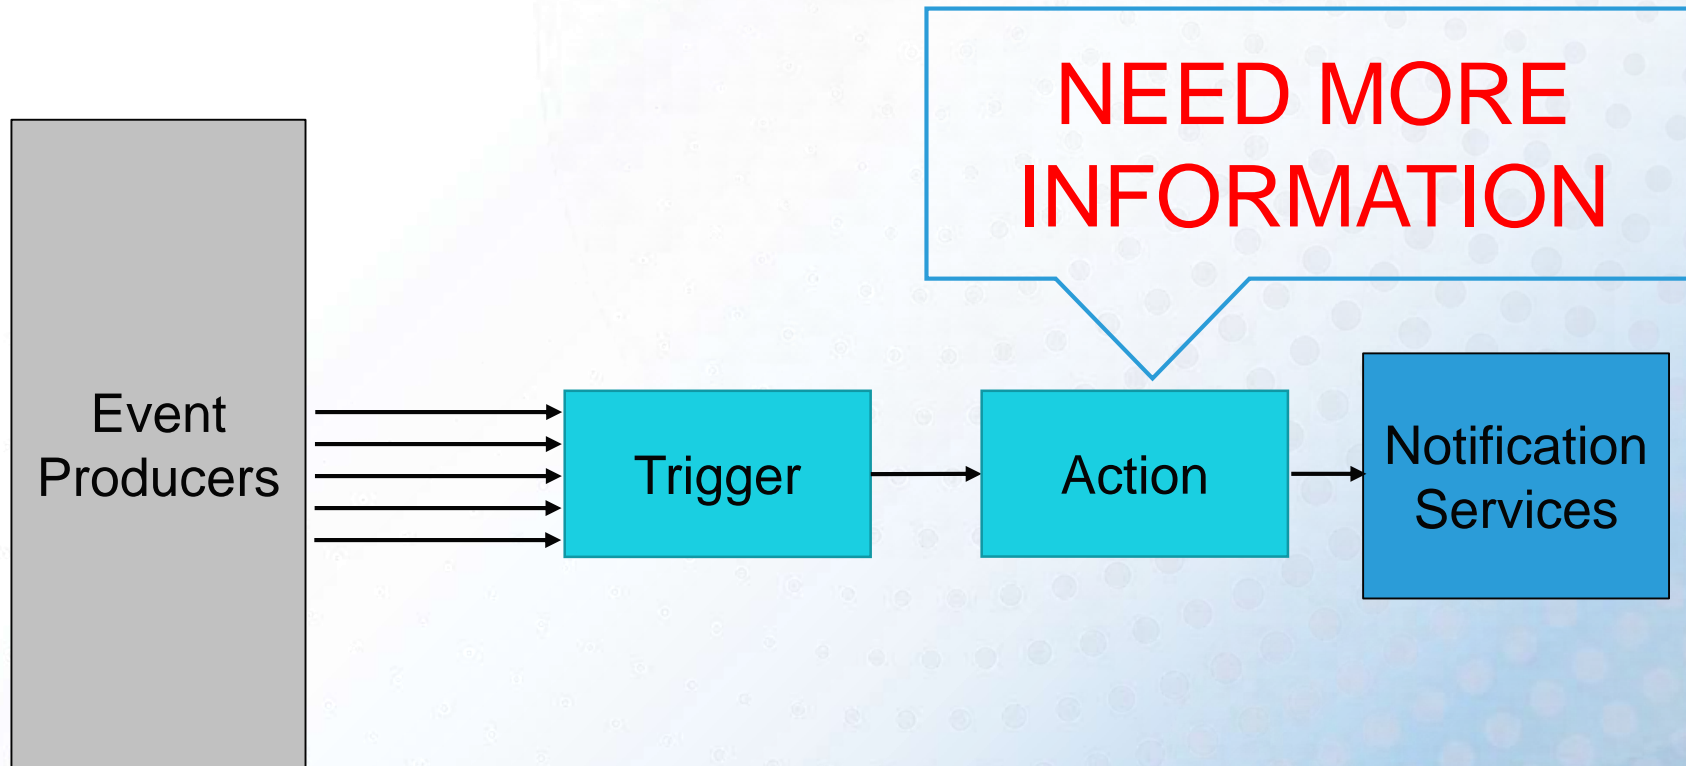 NEED MORE
INFORMATION
Event
Producers
Trigger
Action
Notification
Services